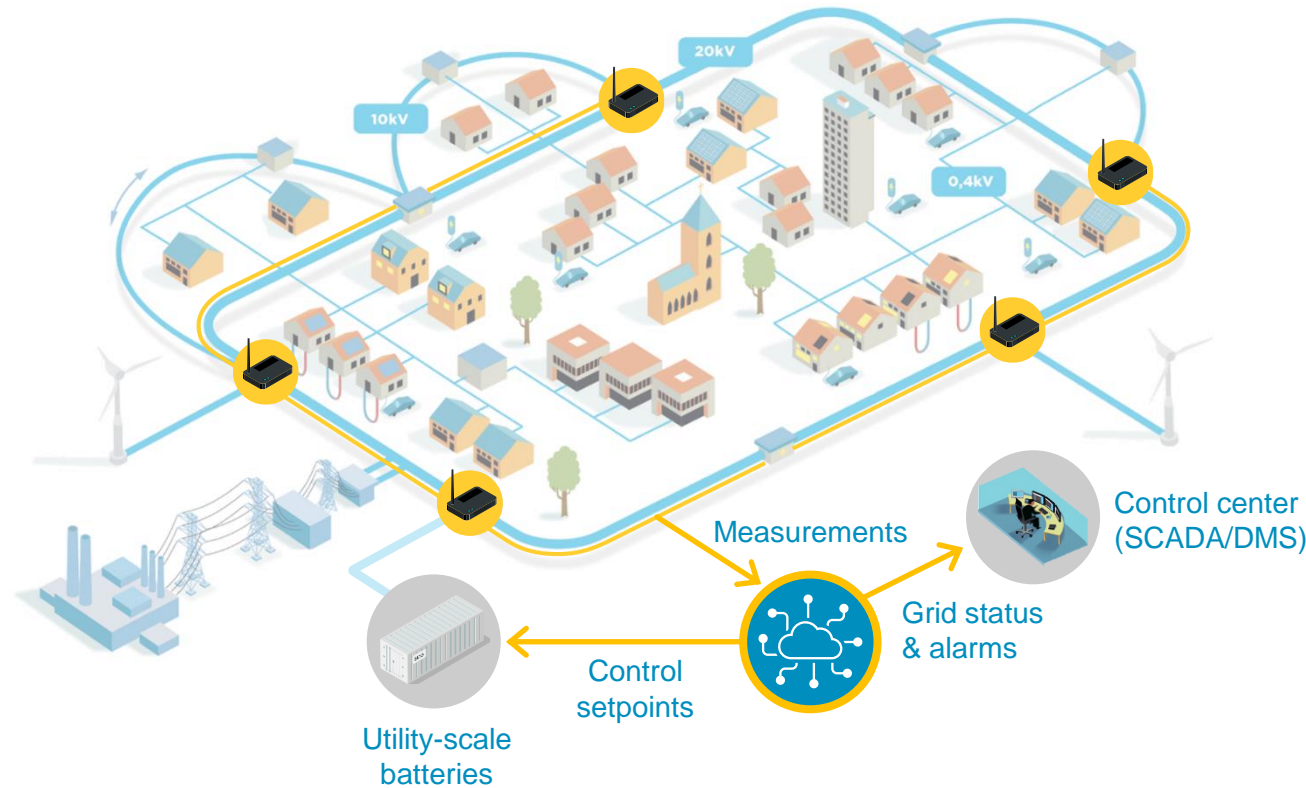 20kV
10kV
0,4kV
Measurements
Control center
(SCADA/DMS)
Grid status
& alarms
Control
setpoints
Utility-scale
batteries